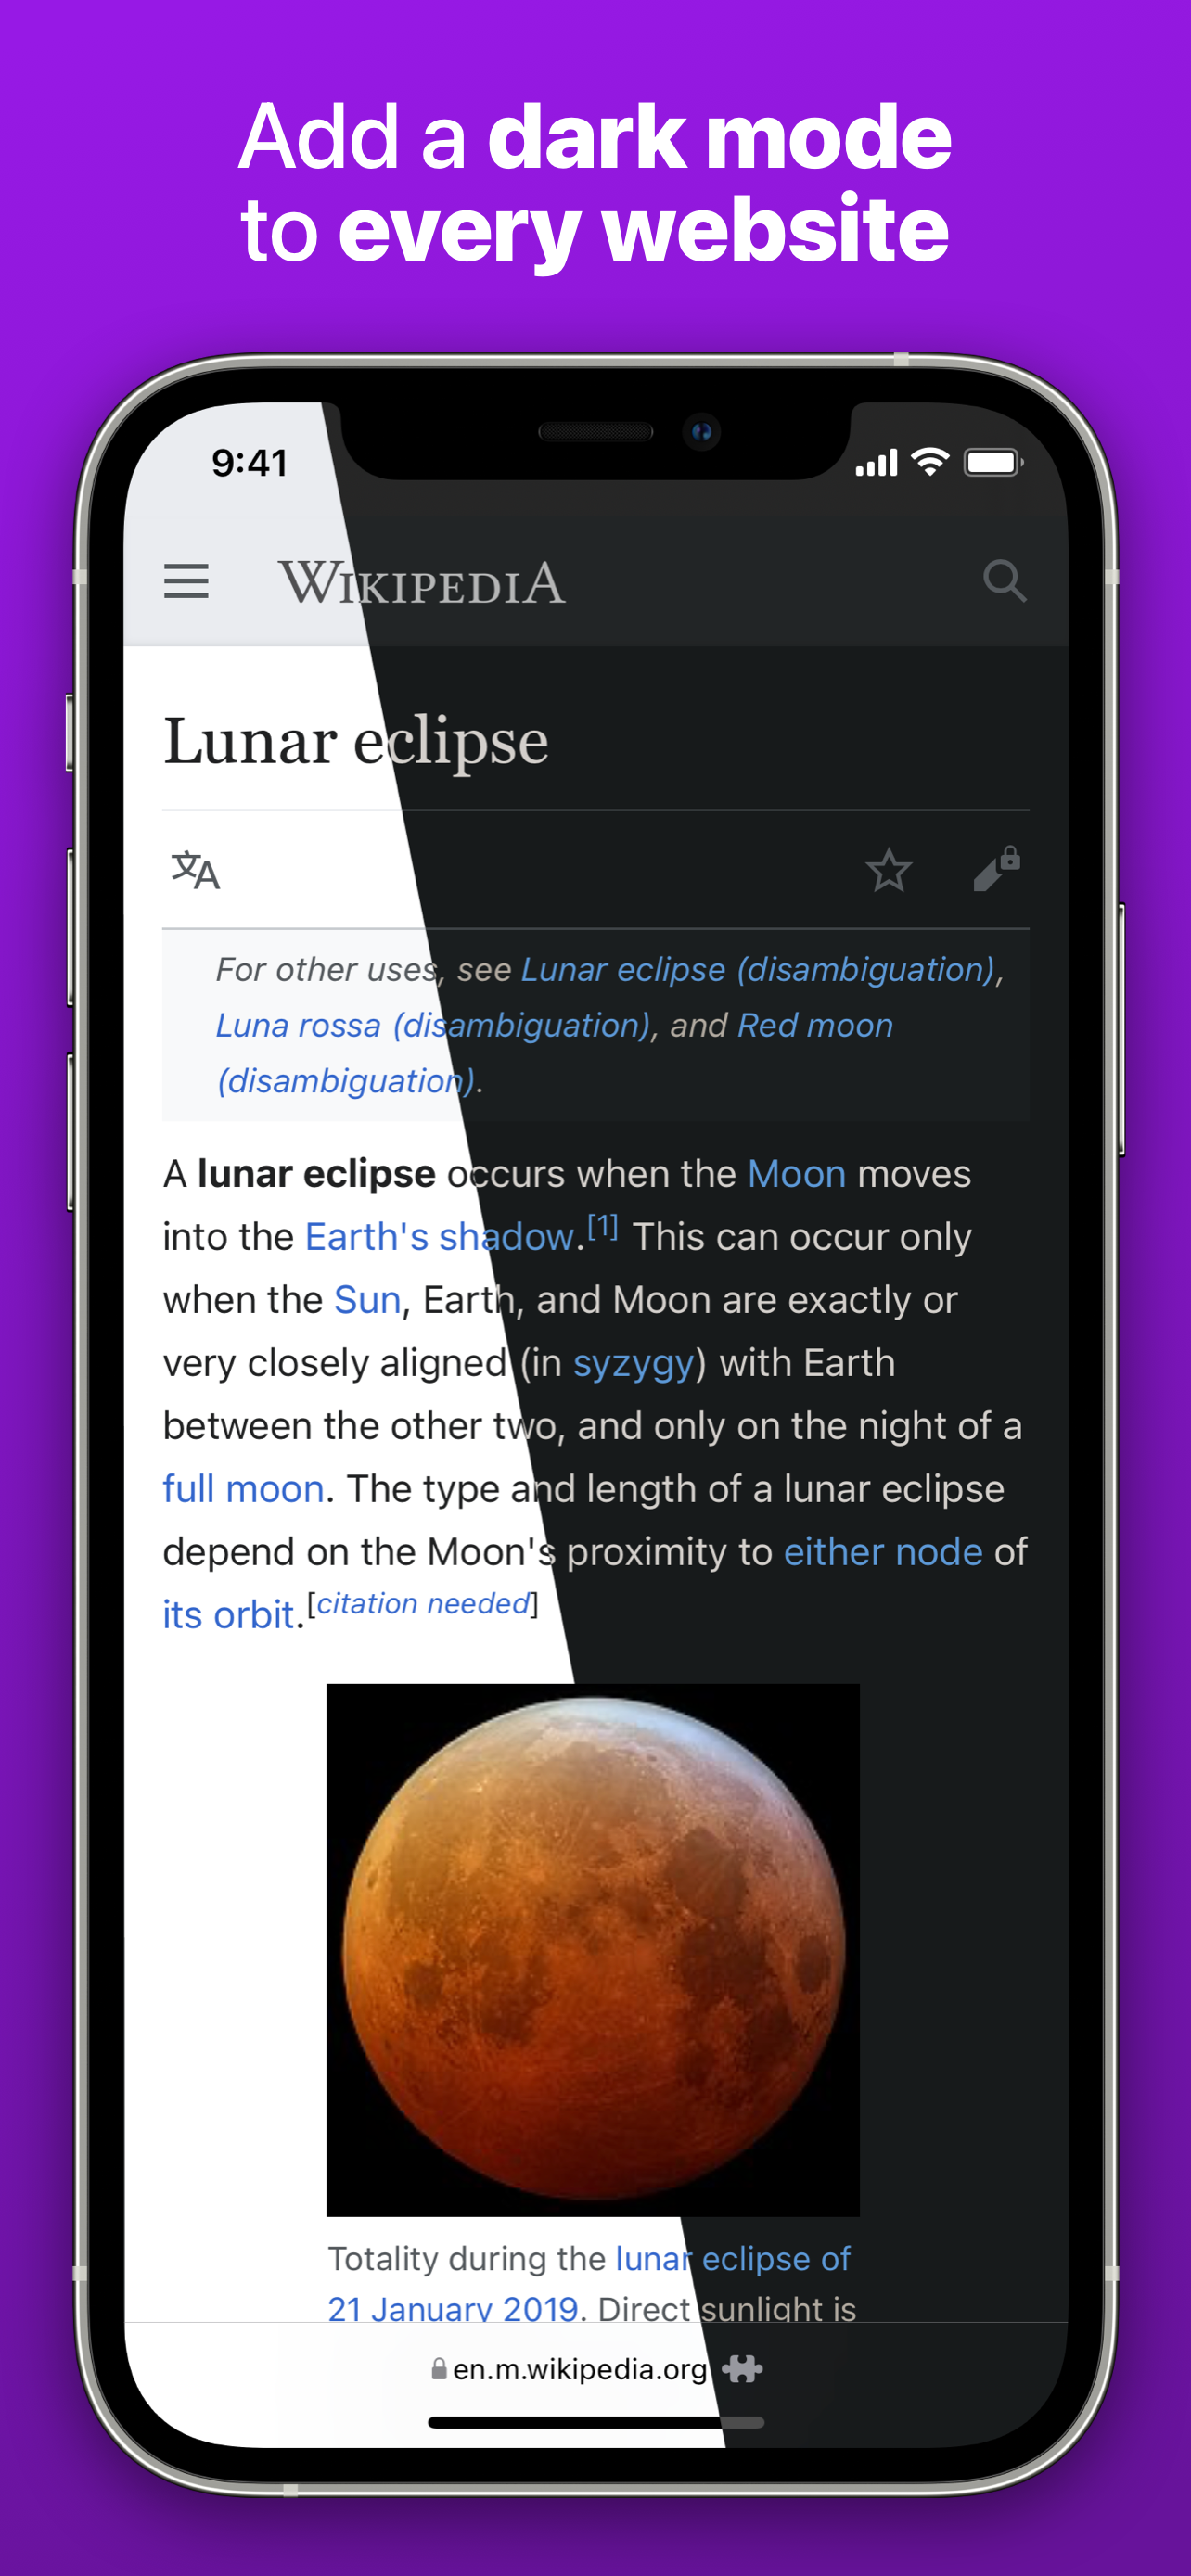 Add a dark mode
to every website
9:41
WIKIPEDIA
Lunar eclipse
文A
For other uses, see Lunar eclipse (disambiguation),
Luna rossa (disambiguation), and Red moon
(disambiguation).
A lunar eclipse occurs when the Moon moves
into the Earth's shadow.[1] This can occur only
when the Sun, Earth, and Moon are exactly or
very closely aligned (in syzygy) with Earth
between the other two, and only on the night of a
full moon. The type and length of a lunar eclipse
depend on the Moon's proximity to either node of
its orbit.[citation needed]
Totality during the lunar eclipse of
21 January 2019. Direct sunlight is
en.m.wikipedia.org